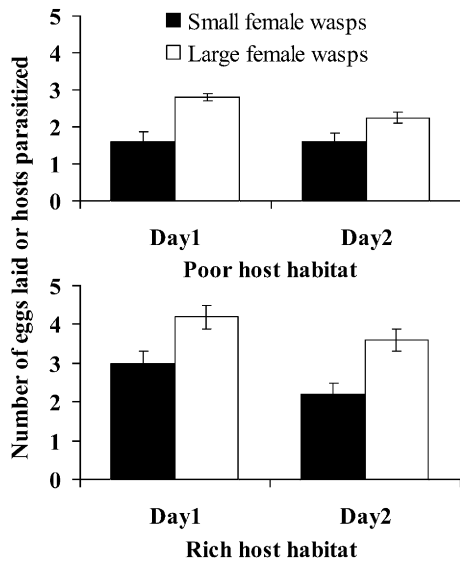 Number of eggs laid or hosts parasitized
5
4
3
2
1
0
Small female wasps
Large female wasps
Day1 Day2
Poor host habitat
5
4
3
2
1
0
Day1 Day2
Rich host habitat